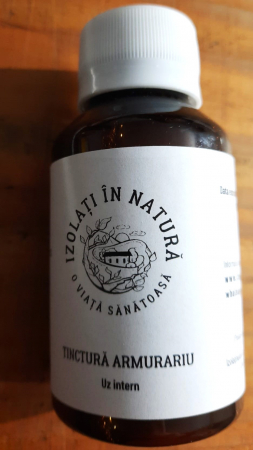 IZOLAȚI ÎN NATURĂ
O VIAȚĂ SĂNĂTOASĂ
TINCTURĂ ARMURARIU
Uz intern